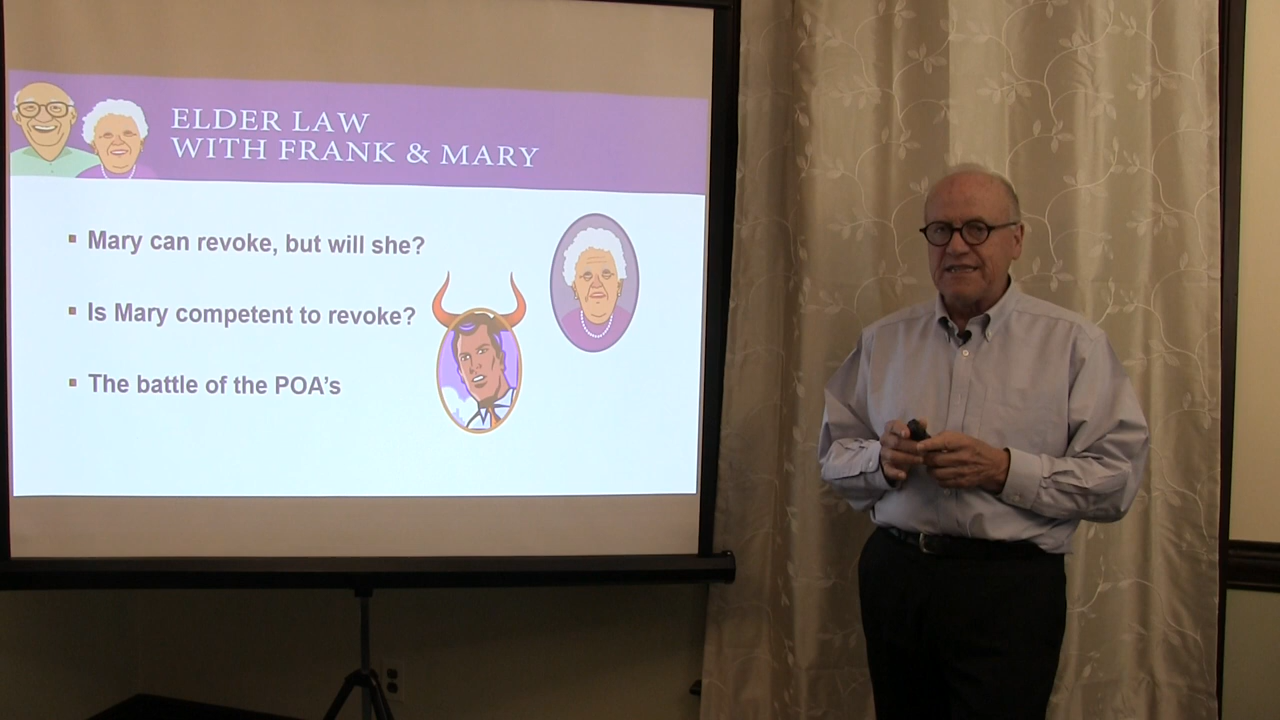 ELDER LAW
WITH FRANK & MARY
Mary can revoke, but will she?
Is Mary competent to revoke?
The battle of the POA's